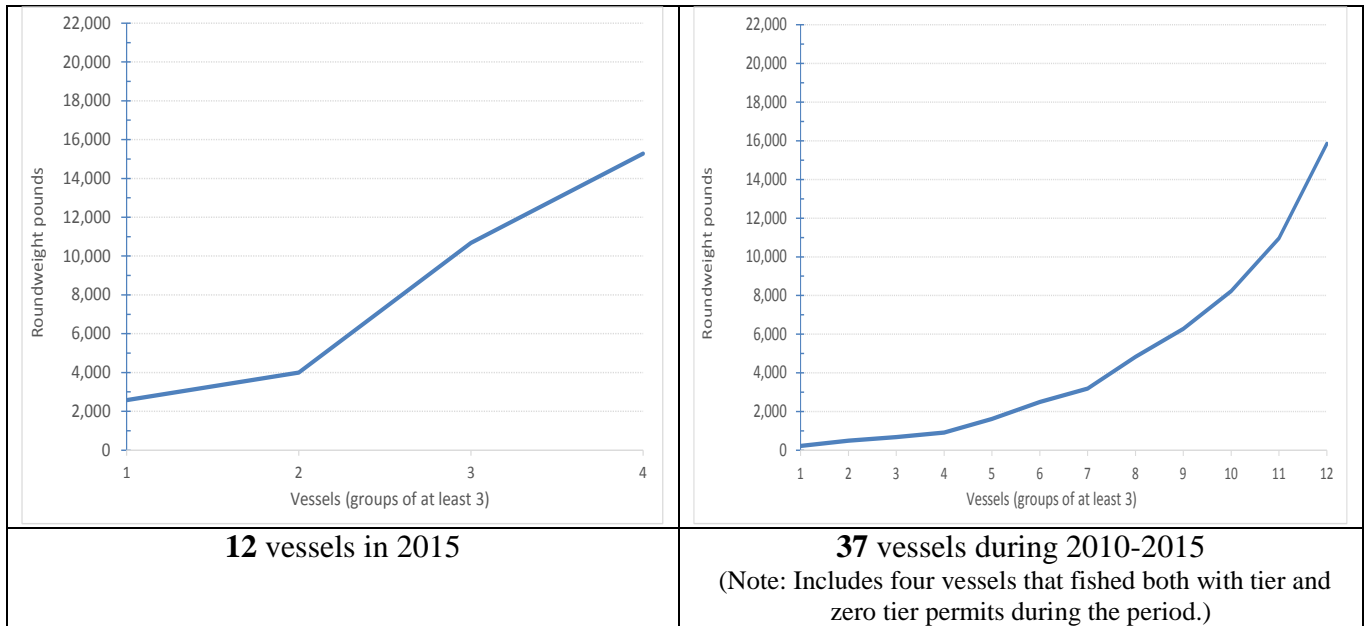 22,000
20,000
18,000
16,000
14,000
12,000
10,000
8,000
6,000
4,000
2,000
0
Roundweight pounds
1 2 3 4
Vessels (groups of at least 3)
22,000
20,000
18,000
16,000
14,000
12,000
10,000
8,000
6,000
4,000
2,000
0
Roundweight pounds
1 2 3 4 5 6 7 8 9 10 11 12
Vessels (groups of at least 3)
12 vessels in 2015
37 vessels during 2010-2015
(Note: Includes four vessels that fished both with tier and
zero tier permits during the period.)